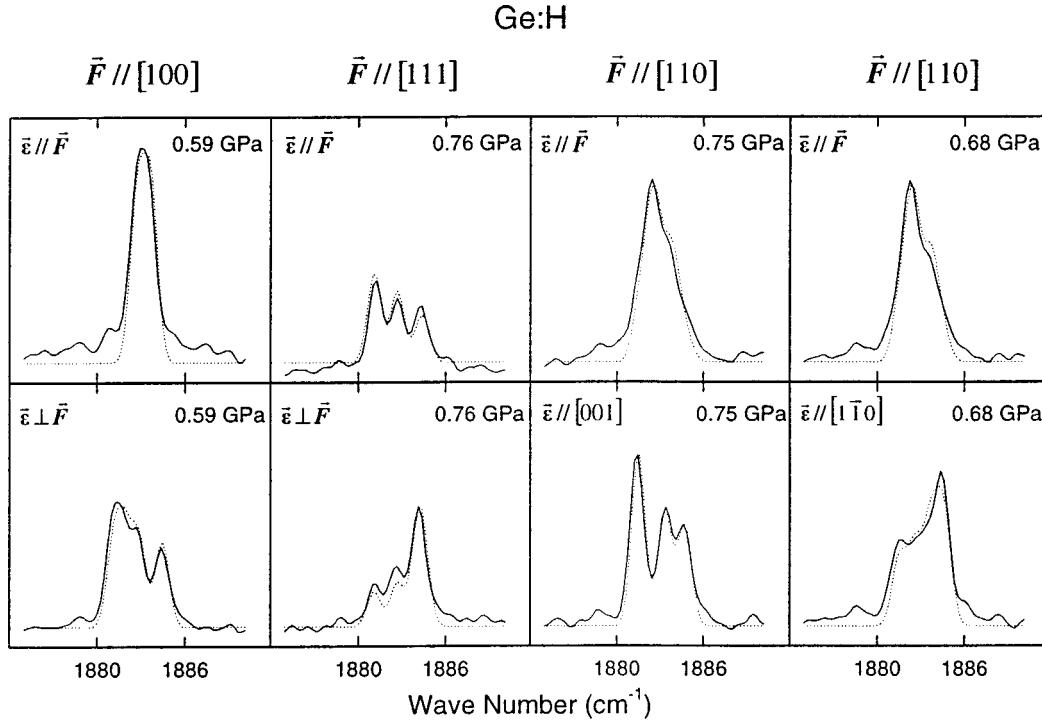 Ge:H
F⃗ // [100] F⃗ // [111] F⃗ // [110] F⃗ // [110]
ε⃗ // F⃗ 0.59 GPa ε⃗ // F⃗ 0.76 GPa ε⃗ // F⃗ 0.75 GPa ε⃗ // F⃗ 0.68 GPa
ε⃗ ⊥ F⃗ 0.59 GPa ε⃗ ⊥ F⃗ 0.76 GPa ε⃗ // [001] 0.75 GPa ε⃗ // [11̄0] 0.68 GPa
1880 1886 1880 1886 1880 1886 1880 1886
Wave Number (cm⁻¹)